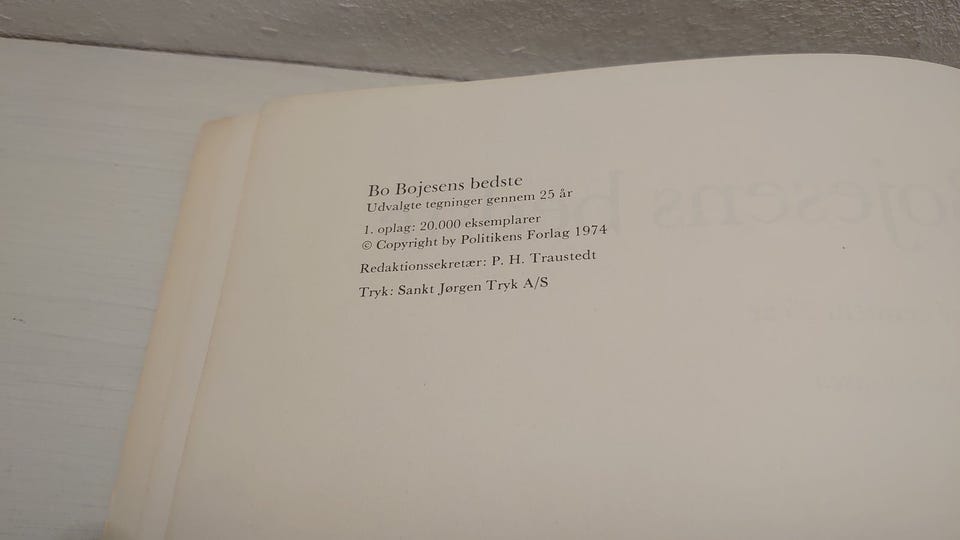 Bo Bojesens bedste
Udvalgte tegninger gennem 25 år
1. oplag: 20.000 eksemplarer
© Copyright by Politikens Forlag 1974
Redaktionssekretær: P. H. Traustedt
Tryk: Sankt Jørgen Tryk A/S